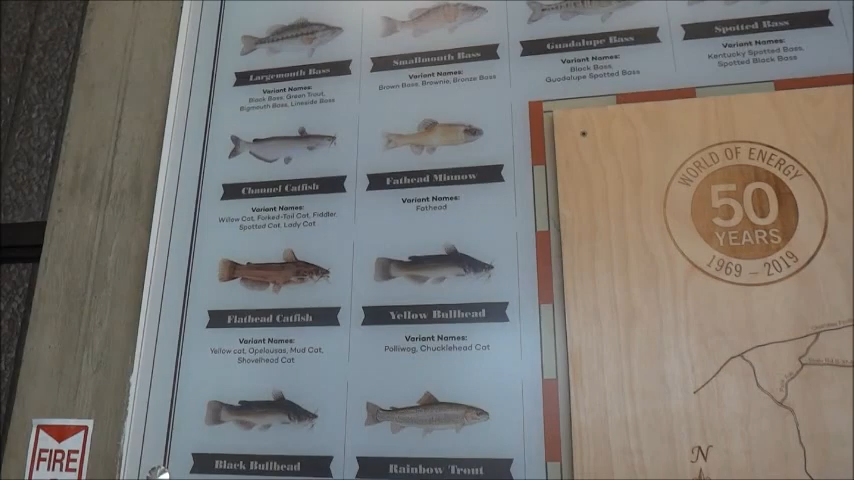 Largemouth Bass
Variant Names:
Black Bass, Green Trout,
Bigmouth Bass, Lineside Bass
Smallmouth Bass
Variant Names:
Brown Bass, Brownie, Bronze Bass
Guadalupe Bass
Variant Names:
Black Bass,
Guadalupe Spotted Bass
Spotted Bass
Variant Names:
Kentucky Spotted Bass,
Spotted Black Bass
Channel Catfish
Variant Names:
Willow Cat, Forked-Tail Cat, Fiddler,
Spotted Cat, Lady Cat
Fathead Minnow
Variant Names:
Fathead
Flathead Catfish
Variant Names:
Yellow cat, Opelousas, Mud Cat,
Shovelhead Cat
Yellow Bullhead
Variant Names:
Polliwog, Chucklehead Cat
Black Bullhead
Rainbow Trout
WORLD OF ENERGY
50
YEARS
1969 – 2019
N
FIRE